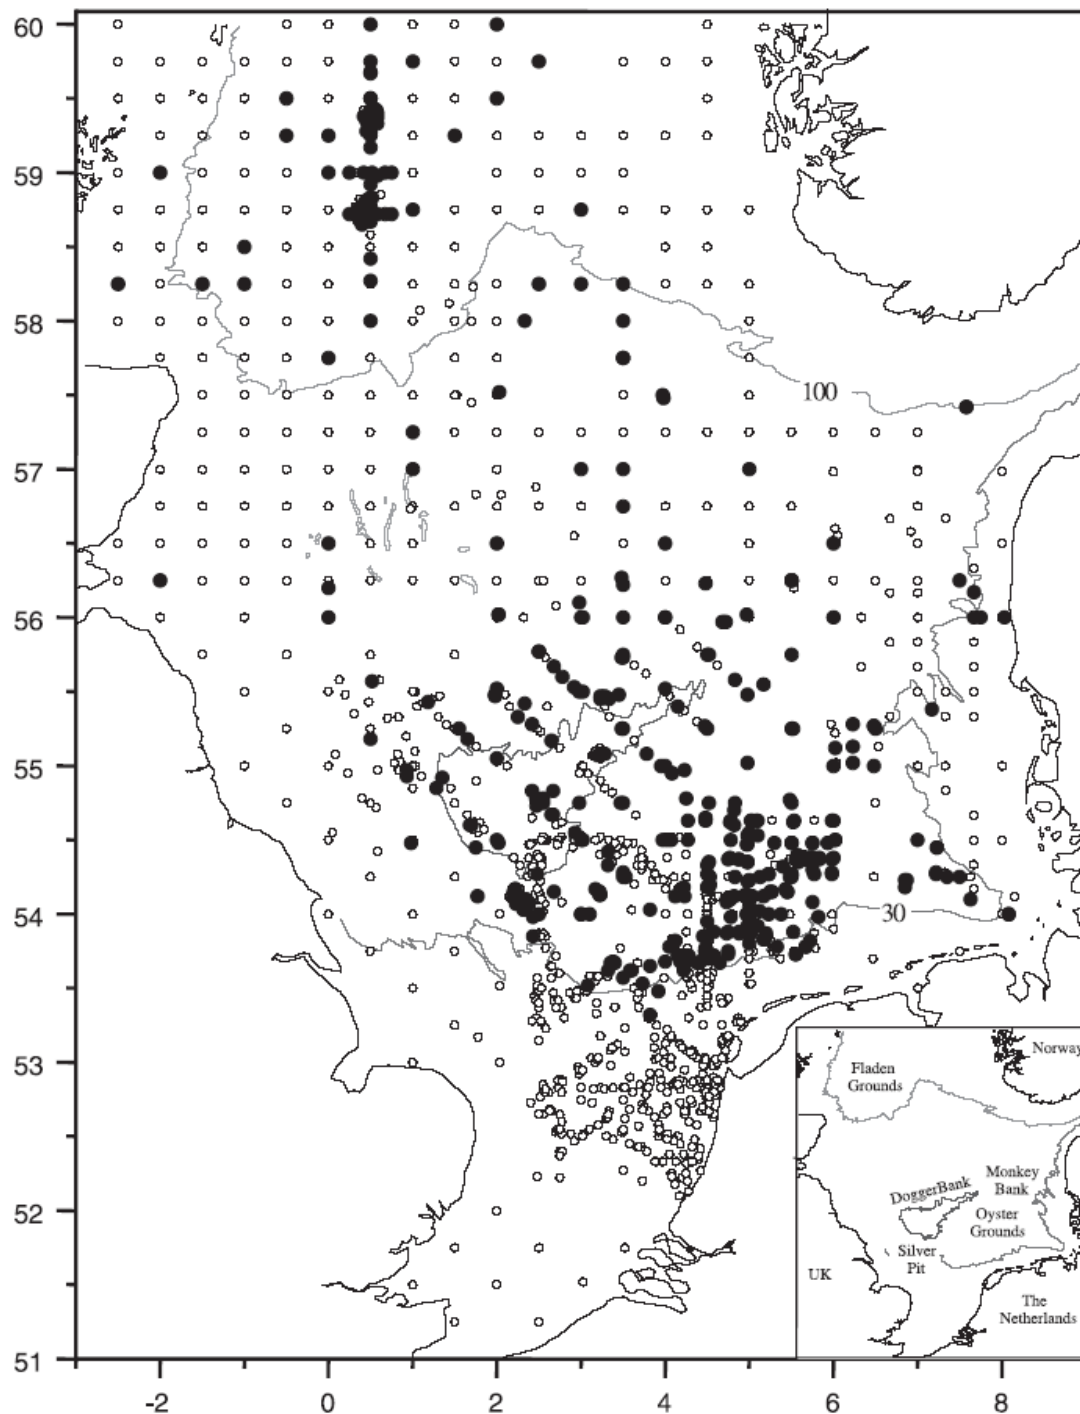 60
59
58
57
56
55
54
53
52
51
-2
0
2
4
6
8
100
30
Norway
Fladen
Grounds
Monkey
Bank
DoggerBank
Oyster
Grounds
Silver
Pit
UK
The
Netherlands